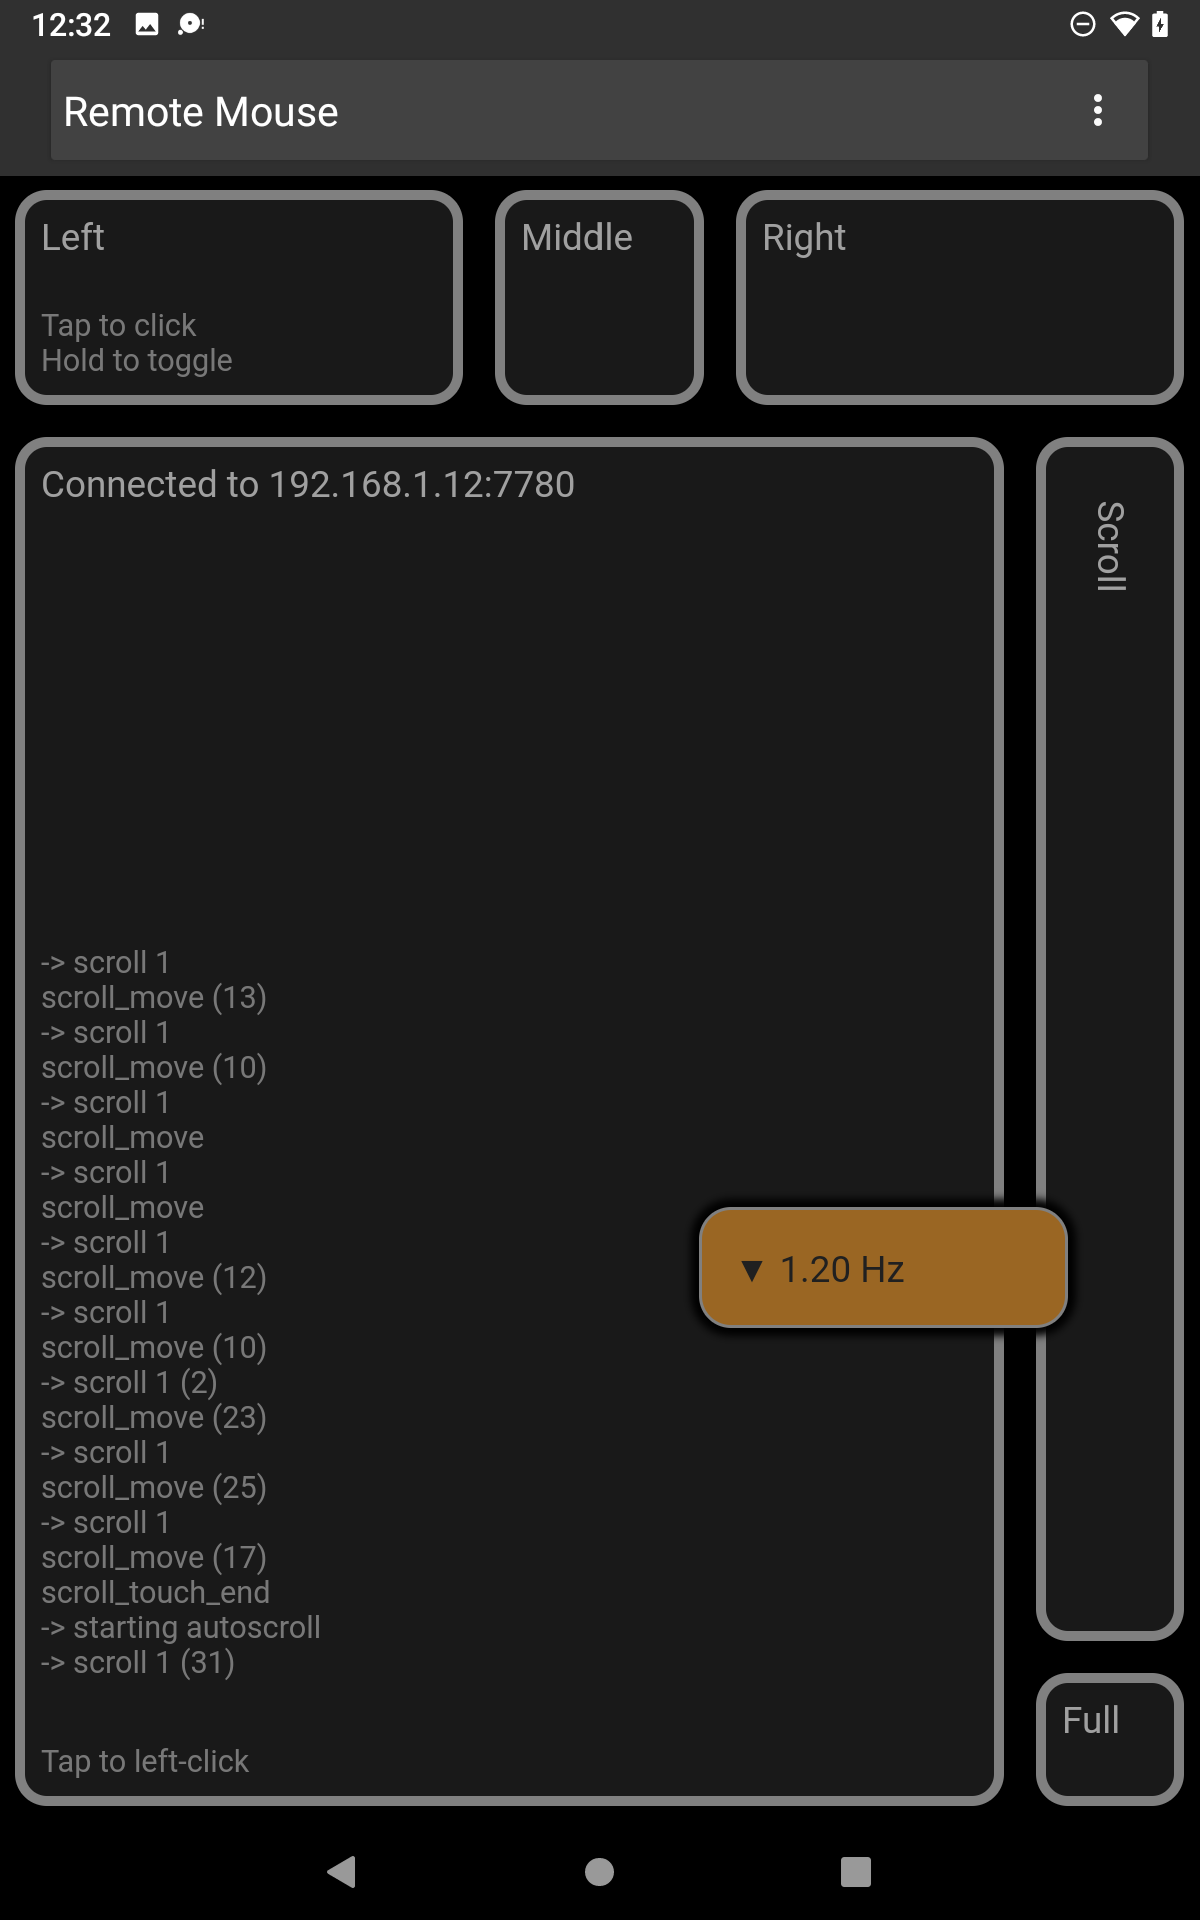 12:32
Remote Mouse
Left
Tap to click
Hold to toggle
Middle
Right
Connected to 192.168.1.12:7780
Scroll
-> scroll 1
scroll_move (13)
-> scroll 1
scroll_move (10)
-> scroll 1
scroll_move
-> scroll 1
scroll_move
-> scroll 1
scroll_move (12)
-> scroll 1
scroll_move (10)
-> scroll 1 (2)
scroll_move (23)
-> scroll 1
scroll_move (25)
-> scroll 1
scroll_move (17)
scroll_touch_end
-> starting autoscroll
-> scroll 1 (31)
▼ 1.20 Hz
Tap to left-click
Full